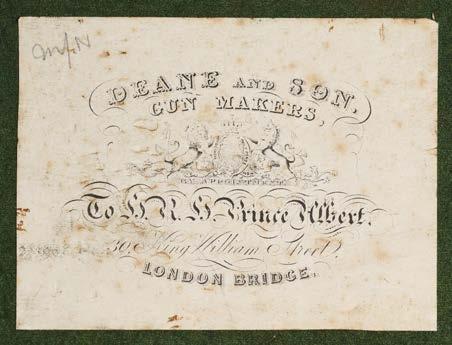 DEANE AND SON.
GUN MAKERS,
BY APPOINTMENT
To H. R. H. Prince Albert.
30, King William Street,
LONDON BRIDGE.